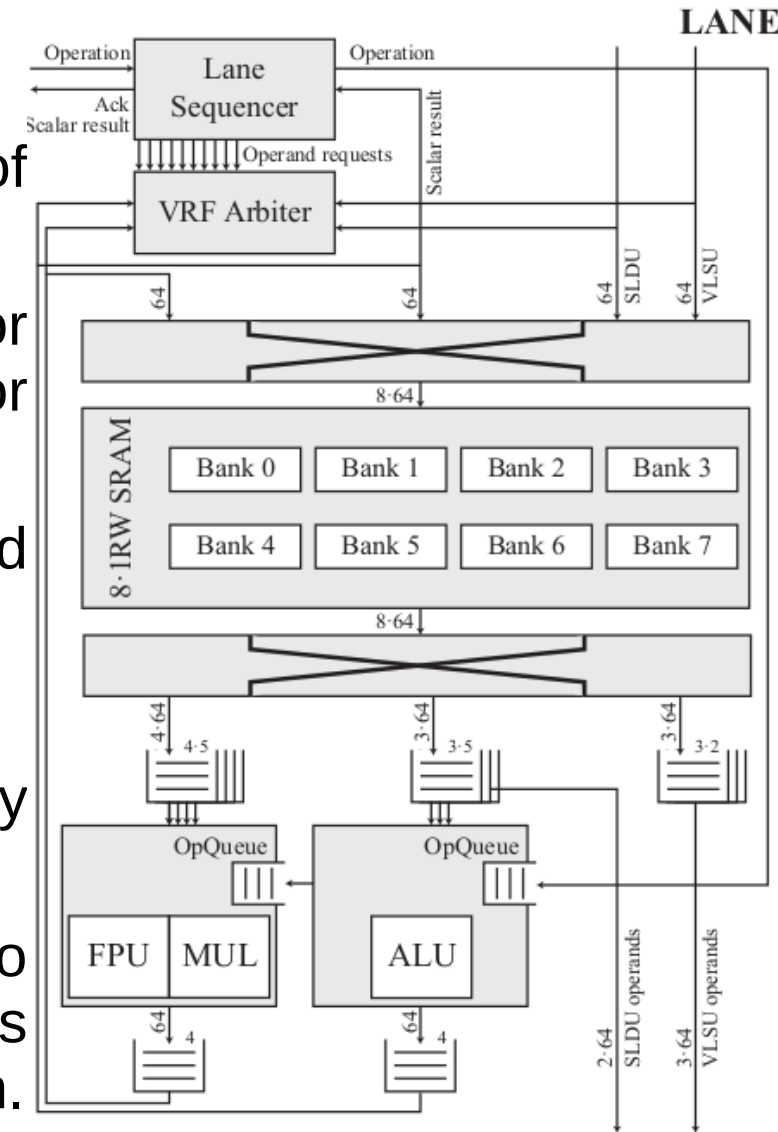 LANE
Operation
Lane
Sequencer
Operation
Ack
Scalar result
Operand requests
Scalar result
of
VRF Arbiter
64
64
64
SLDU
64
VLSU
or
or
8·64
8·1RW SRAM
Bank 0
Bank 1
Bank 2
Bank 3
d
Bank 4
Bank 5
Bank 6
Bank 7
8·64
4·64
3·64
3·64
4·5
3·5
3·2
y
OpQueue
OpQueue
FPU
MUL
ALU
o
s
64
64
4
4
2·64
SLDU operands
3·64
VLSU operands
n.